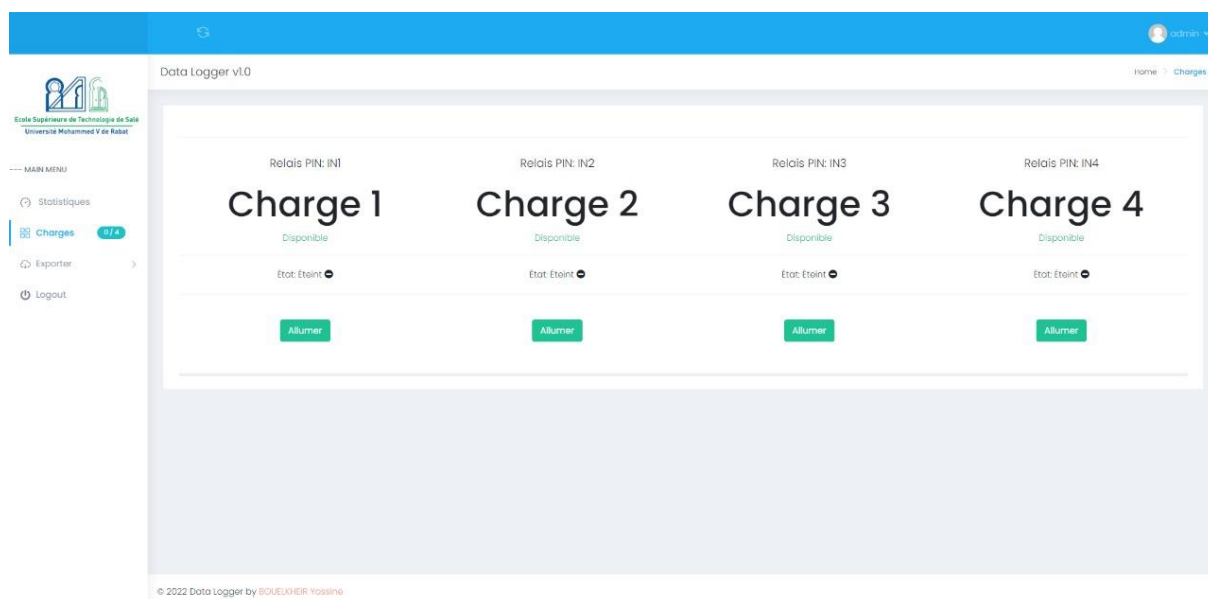 admin
Data Logger v1.0
Home > Charges
Ecole Supérieure de Technologie de Salé
Université Mohammed V de Rabat
--- MAIN MENU
Statistiques
Charges 0/4
Exporter >
Logout
Relais PIN: IN1
Charge 1
Disponible
Etat: Eteint
Allumer
Relais PIN: IN2
Charge 2
Disponible
Etat: Eteint
Allumer
Relais PIN: IN3
Charge 3
Disponible
Etat: Eteint
Allumer
Relais PIN: IN4
Charge 4
Disponible
Etat: Eteint
Allumer
© 2022 Data Logger by BOUELKHEIR Yassine